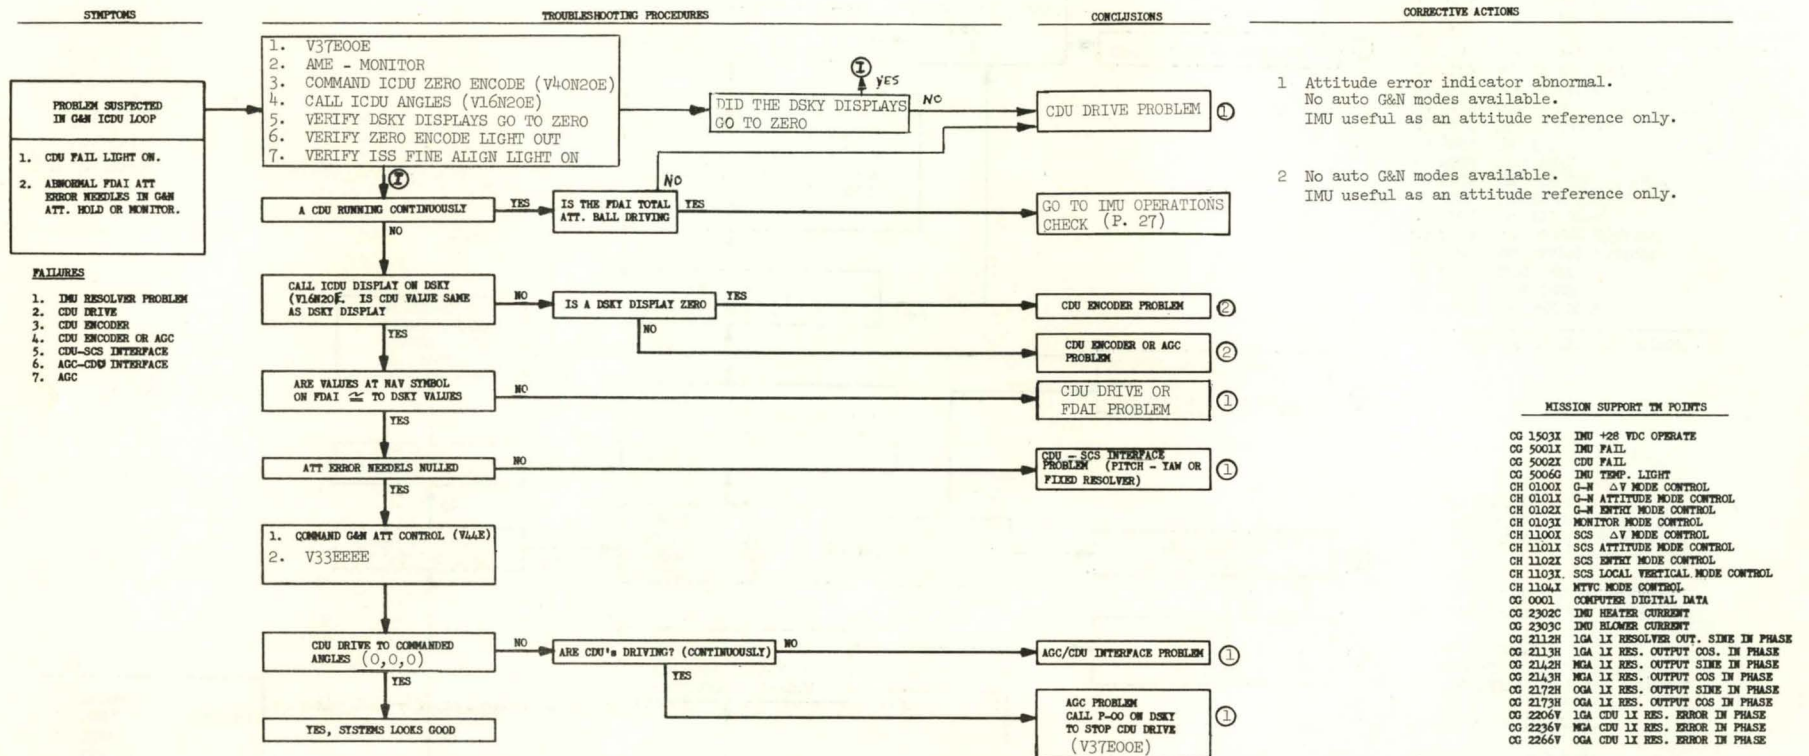 SYMPTOMS
TROUBLESHOOTING PROCEDURES
CONCLUSIONS
CORRECTIVE ACTIONS
PROBLEM SUSPECTED
IN G&N ICDU LOOP
1. CDU FAIL LIGHT ON.
2. ABNORMAL FDAI ATT
ERROR NEEDLES IN G&N
ATT. HOLD OR MONITOR.
FAILURES
1. IMU RESOLVER PROBLEM
2. CDU DRIVE
3. CDU ENCODER
4. CDU ENCODER OR AGC
5. CDU-SCS INTERFACE
6. AGC-CDU INTERFACE
7. AGC
1. V37E00E
2. AME - MONITOR
3. COMMAND ICDU ZERO ENCODE (V40N20E)
4. CALL ICDU ANGLES (V16N20E)
5. VERIFY DSKY DISPLAYS GO TO ZERO
6. VERIFY ZERO ENCODE LIGHT OUT
7. VERIFY ISS FINE ALIGN LIGHT ON
I
YES
DID THE DSKY DISPLAYS
GO TO ZERO
NO
CDU DRIVE PROBLEM
1
I
A CDU RUNNING CONTINUOUSLY
YES
IS THE FDAI TOTAL
ATT. BALL DRIVING
NO
YES
GO TO IMU OPERATIONS
CHECK (P. 27)
NO
CALL ICDU DISPLAY ON DSKY
(V16N20E. IS CDU VALUE SAME
AS DSKY DISPLAY
NO
IS A DSKY DISPLAY ZERO
YES
CDU ENCODER PROBLEM
2
NO
CDU ENCODER OR AGC
PROBLEM
2
YES
ARE VALUES AT NAV SYMBOL
ON FDAI ≅ TO DSKY VALUES
NO
CDU DRIVE OR
FDAI PROBLEM
1
YES
ATT ERROR NEEDELS NULLED
NO
CDU - SCS INTERFACE
PROBLEM (PITCH - YAW OR
FIXED RESOLVER)
1
YES
1. COMMAND G&N ATT CONTROL (V44E)
2. V33EEEE
CDU DRIVE TO COMMANDED
ANGLES (0,0,0)
NO
ARE CDU's DRIVING? (CONTINUOUSLY)
NO
AGC/CDU INTERFACE PROBLEM
1
YES
YES
AGC PROBLEM
CALL P-00 ON DSKY
TO STOP CDU DRIVE
(V37E00E)
1
YES, SYSTEMS LOOKS GOOD
1 Attitude error indicator abnormal.
No auto G&N modes available.
IMU useful as an attitude reference only.
2 No auto G&N modes available.
IMU useful as an attitude reference only.
MISSION SUPPORT TM POINTS
CG 1503X IMU +28 VDC OPERATE
CG 5001X IMU FAIL
CG 5002X CDU FAIL
CG 5006G IMU TEMP. LIGHT
CH 0100X G-N ΔV MODE CONTROL
CH 0101X G-N ATTITUDE MODE CONTROL
CH 0102X G-N ENTRY MODE CONTROL
CH 0103X MONITOR MODE CONTROL
CH 1100X SCS ΔV MODE CONTROL
CH 1101X SCS ATTITUDE MODE CONTROL
CH 1102X SCS ENTRY MODE CONTROL
CH 1103X. SCS LOCAL VERTICAL MODE CONTROL
CH 1104X MTVC MODE CONTROL
CG 0001 COMPUTER DIGITAL DATA
CG 2302C IMU HEATER CURRENT
CG 2303C IMU BLOWER CURRENT
CG 2112H IGA 1X RESOLVER OUT. SINE IN PHASE
CG 2113H IGA 1X RES. OUTPUT COS. IN PHASE
CG 2142H MGA 1X RES. OUTPUT SINE IN PHASE
CG 2143H MGA 1X RES. OUTPUT COS IN PHASE
CG 2172H OGA 1X RES. OUTPUT SINE IN PHASE
CG 2173H OGA 1X RES. OUTPUT COS IN PHASE
CG 2206V IGA CDU 1X RES. ERROR IN PHASE
CG 2236V MGA CDU 1X RES. ERROR IN PHASE
CG 2266V OGA CDU 1X RES. ERROR IN PHASE